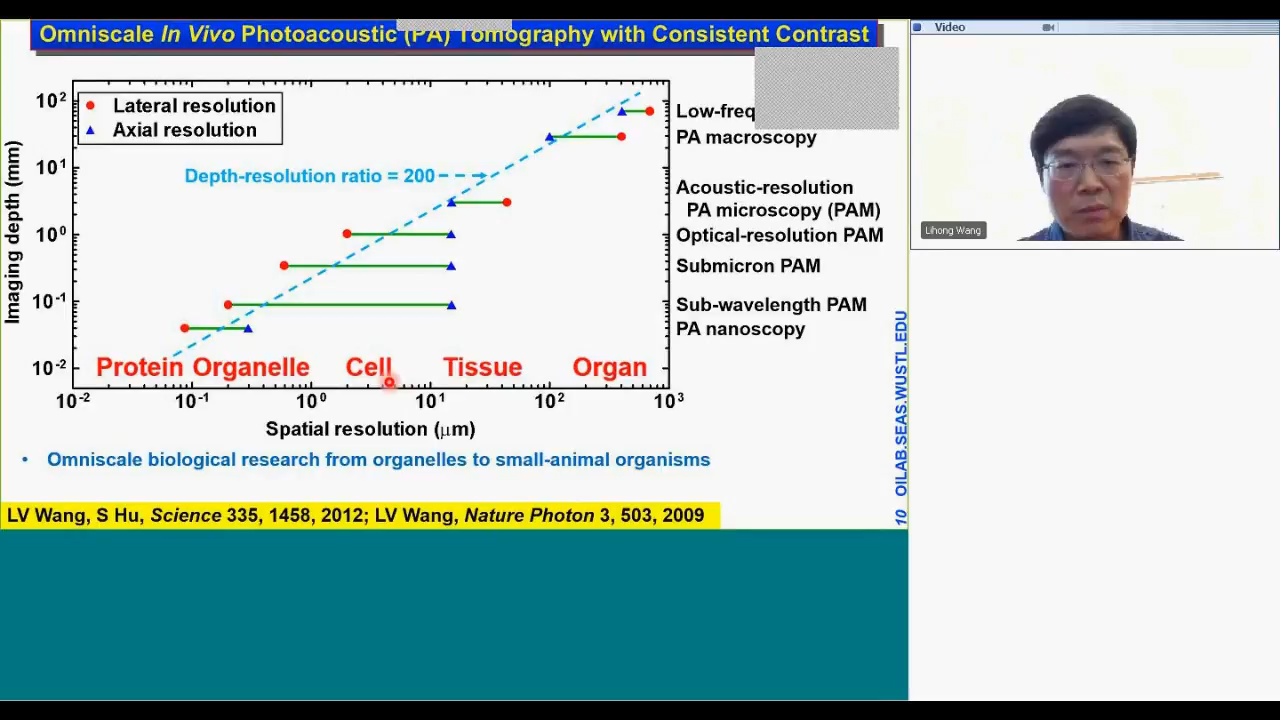 Omniscale In Vivo Photoacoustic (PA) Tomography with Consistent Contrast
Lateral resolution
Axial resolution
Depth-resolution ratio = 200
Imaging depth (mm)
10²
10¹
10⁰
10⁻¹
10⁻²
Low-freq
PA macroscopy
Acoustic-resolution
PA microscopy (PAM)
Optical-resolution PAM
Submicron PAM
Sub-wavelength PAM
PA nanoscopy
Protein Organelle Cell Tissue Organ
10⁻² 10⁻¹ 10⁰ 10¹ 10² 10³
Spatial resolution (μm)
• Omniscale biological research from organelles to small-animal organisms
LV Wang, S Hu, Science 335, 1458, 2012; LV Wang, Nature Photon 3, 503, 2009
10 OILAB.SEAS.WUSTL.EDU
Video
Lihong Wang